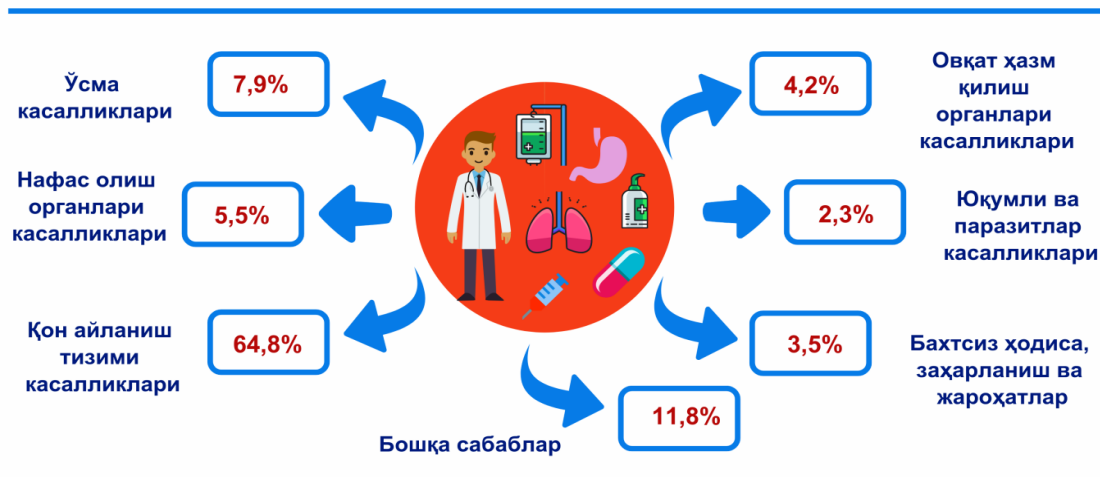 Ўсма
касалликлари
7,9%
Нафас олиш
органлари
касалликлари
5,5%
Қон айланиш
тизими
касалликлари
64,8%
Бошқа сабаблар
11,8%
4,2%
Овқат ҳазм
қилиш
органлари
касалликлари
2,3%
Юқумли ва
паразитлар
касалликлари
3,5%
Бахтсиз ҳодиса,
заҳарланиш ва
жароҳатлар